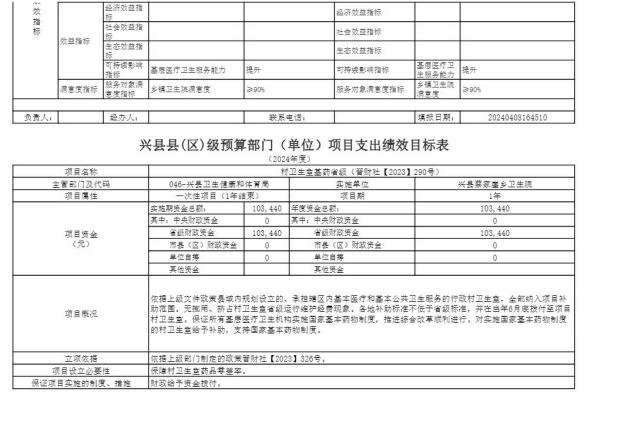 效
指
标
效益指标
经济效益指标
经济效益指标
社会效益指标
社会效益指标
生态效益指标
生态效益指标
可持续影响指标 基层医疗卫生服务能力 提升 可持续影响指标 基层医疗卫生服务能力 提升
满意度指标 服务对象满意度指标 乡镇卫生院满意度 ≥90% 服务对象满意度指标 乡镇卫生院满意度 ≥90%
负责人： 经办人： 联系电话： 填报日期： 20240408164510
兴县县(区)级预算部门（单位）项目支出绩效目标表
（2024年度）
项目名称 村卫生室基药省级（晋财社【2023】290号）
主管部门及代码 046-兴县卫生健康和体育局 实施单位 兴县蔡家崖乡卫生院
项目属性 一次性项目（1年结束） 项目期 1年
项目资金（元）
实施期资金总额： 103,440 年度资金总额： 103,440
其中：中央财政资金 0 其中：中央财政资金 0
省级财政资金 103,440 省级财政资金 103,440
市县（区）财政资金 0 市县（区）财政资金 0
单位自筹 0 单位自筹 0
其他资金 其他资金
项目概况
依据上级文件政策县域内规划设立的、承担辖区内基本医疗和基本公共卫生服务的行政村卫生室，全部纳入项目补
助范围，无挪用、挤占村卫生室省级运行维护经费现象。各地补助标准不低于省级标准，并在当年6月底拨付至项目
村卫生室，保证所有基层医疗卫生机构实施国家基本药物制度，推进综合改革顺利进行，对实施国家基本药物制度
的村卫生室给予补助，支持国家基本药物制度。
立项依据 依据上级部门制定的政策晋财社【2023】326号。
项目设立必要性 保障村卫生室药品零差率。
保证项目实施的制度、措施 财政给予资金拨付。